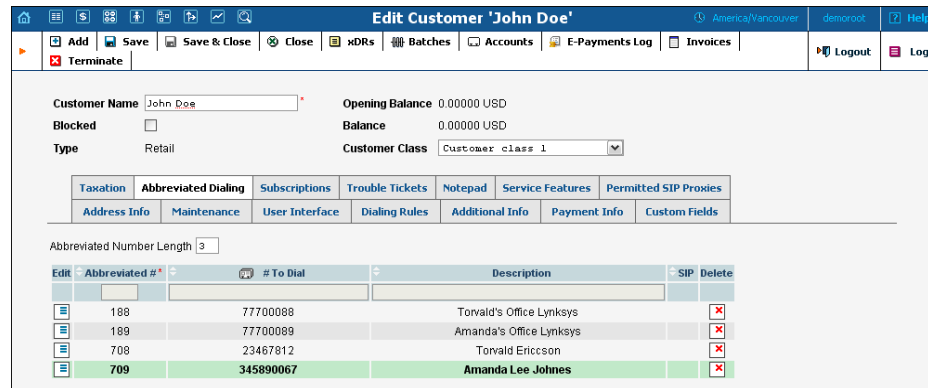 Edit Customer 'John Doe'
America/Vancouver
demoroot
? Help
Add
Save
Save & Close
Close
xDRs
Batches
Accounts
E-Payments Log
Invoices
Terminate
Logout
Log
Customer Name John Doe *
Opening Balance 0.00000 USD
Blocked
Balance 0.00000 USD
Type Retail
Customer Class Customer class 1
Taxation Abbreviated Dialing Subscriptions Trouble Tickets Notepad Service Features Permitted SIP Proxies
Address Info Maintenance User Interface Dialing Rules Additional Info Payment Info Custom Fields
Abbreviated Number Length 3
Edit Abbreviated # * # To Dial Description SIP Delete
188 77700088 Torvald's Office Lynksys
189 77700089 Amanda's Office Lynksys
708 23467812 Torvald Ericcson
709 345890067 Amanda Lee Johnes